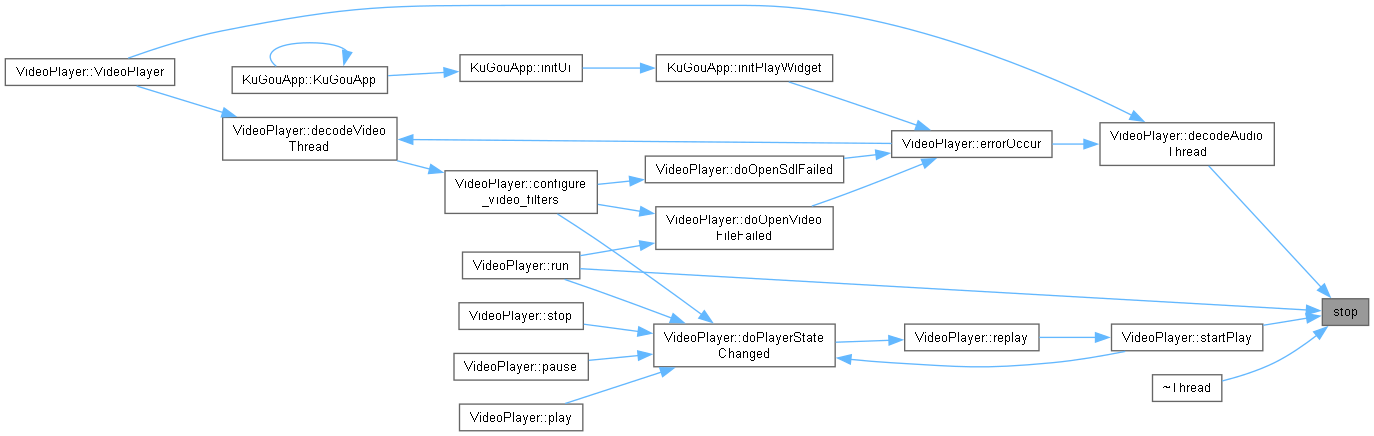 VideoPlayer::VideoPlayer
KuGouApp::KuGouApp
KuGouApp::initUi
KuGouApp::initPlayWidget
VideoPlayer::decodeVideo
Thread
VideoPlayer::errorOccur
VideoPlayer::decodeAudio
Thread
VideoPlayer::doOpenSdlFailed
VideoPlayer::configure
_video_filters
VideoPlayer::doOpenVideo
FileFailed
VideoPlayer::run
stop
VideoPlayer::stop
VideoPlayer::doPlayerState
Changed
VideoPlayer::replay
VideoPlayer::startPlay
VideoPlayer::pause
~Thread
VideoPlayer::play